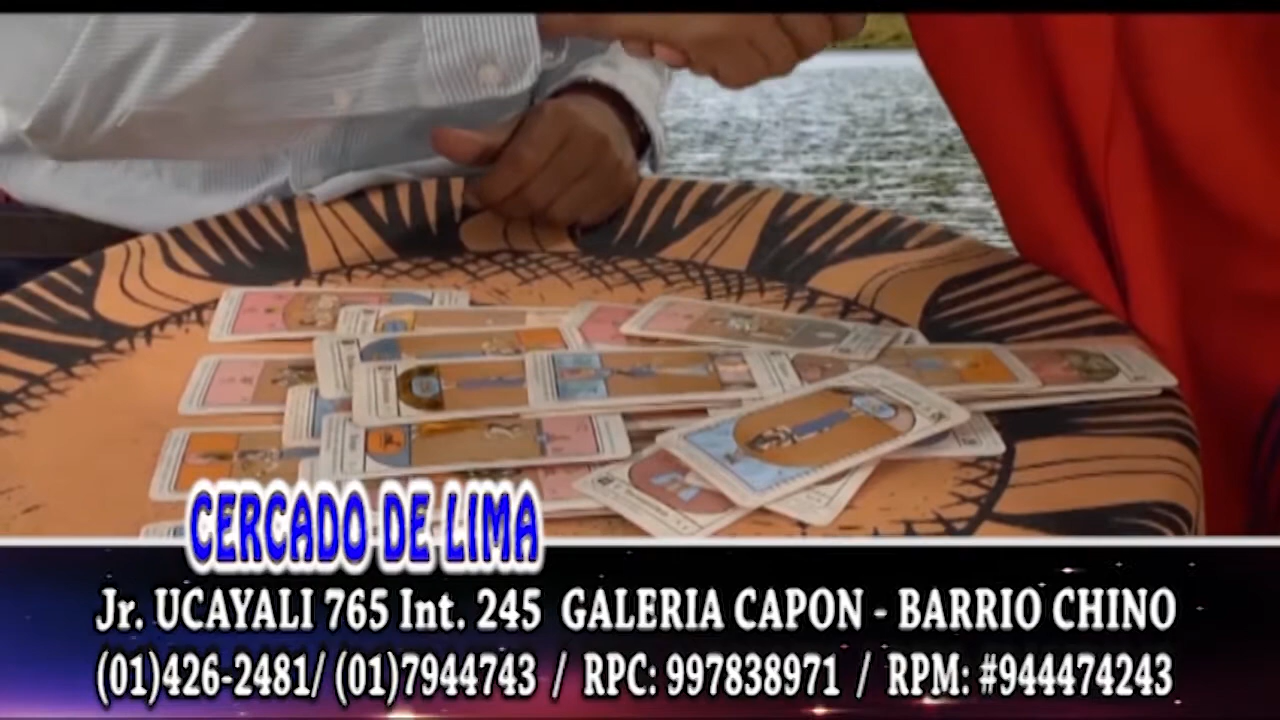 CERCADO DE LIMA
Jr. UCAYALI 765 Int. 245 GALERIA CAPON - BARRIO CHINO
(01)426-2481/ (01)7944743 / RPC: 997838971 / RPM: #944474243